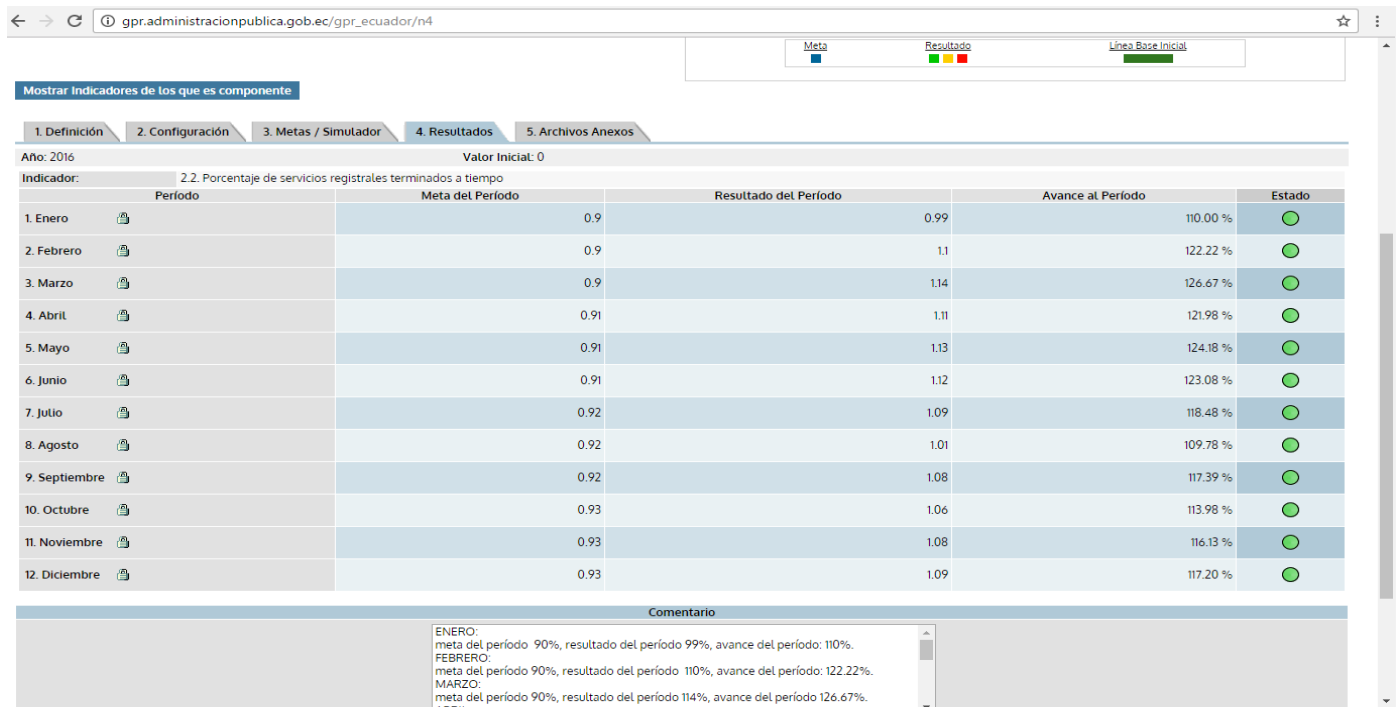 gpr.administracionpublica.gob.ec/gpr_ecuador/n4
Meta Resultado Línea Base Inicial
Mostrar Indicadores de los que es componente
1. Definición 2. Configuración 3. Metas / Simulador 4. Resultados 5. Archivos Anexos
Año: 2016 Valor Inicial: 0
Indicador: 2.2. Porcentaje de servicios registrales terminados a tiempo
Período Meta del Período Resultado del Período Avance al Período Estado
1. Enero 0.9 0.99 110.00 %
2. Febrero 0.9 1.1 122.22 %
3. Marzo 0.9 1.14 126.67 %
4. Abril 0.91 1.11 121.98 %
5. Mayo 0.91 1.13 124.18 %
6. Junio 0.91 1.12 123.08 %
7. Julio 0.92 1.09 118.48 %
8. Agosto 0.92 1.01 109.78 %
9. Septiembre 0.92 1.08 117.39 %
10. Octubre 0.93 1.06 113.98 %
11. Noviembre 0.93 1.08 116.13 %
12. Diciembre 0.93 1.09 117.20 %
Comentario
ENERO:
meta del período 90%, resultado del período 99%, avance del período: 110%.
FEBRERO:
meta del período 90%, resultado del período 110%, avance del período: 122.22%.
MARZO:
meta del período 90%, resultado del período 114%, avance del período 126.67%.